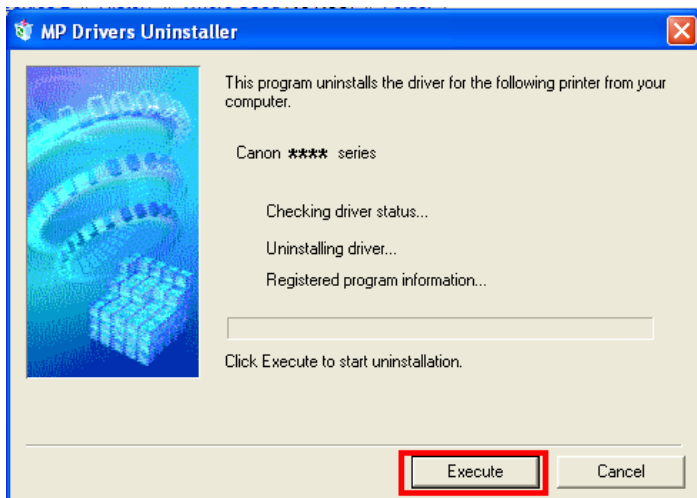 MP Drivers Uninstaller
This program uninstalls the driver for the following printer from your
computer.
Canon **** series
Checking driver status...
Uninstalling driver...
Registered program information...
Click Execute to start uninstallation.
Execute
Cancel